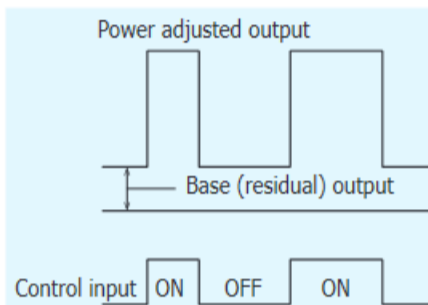 Power adjusted output
Base (residual) output
Control input ON OFF ON